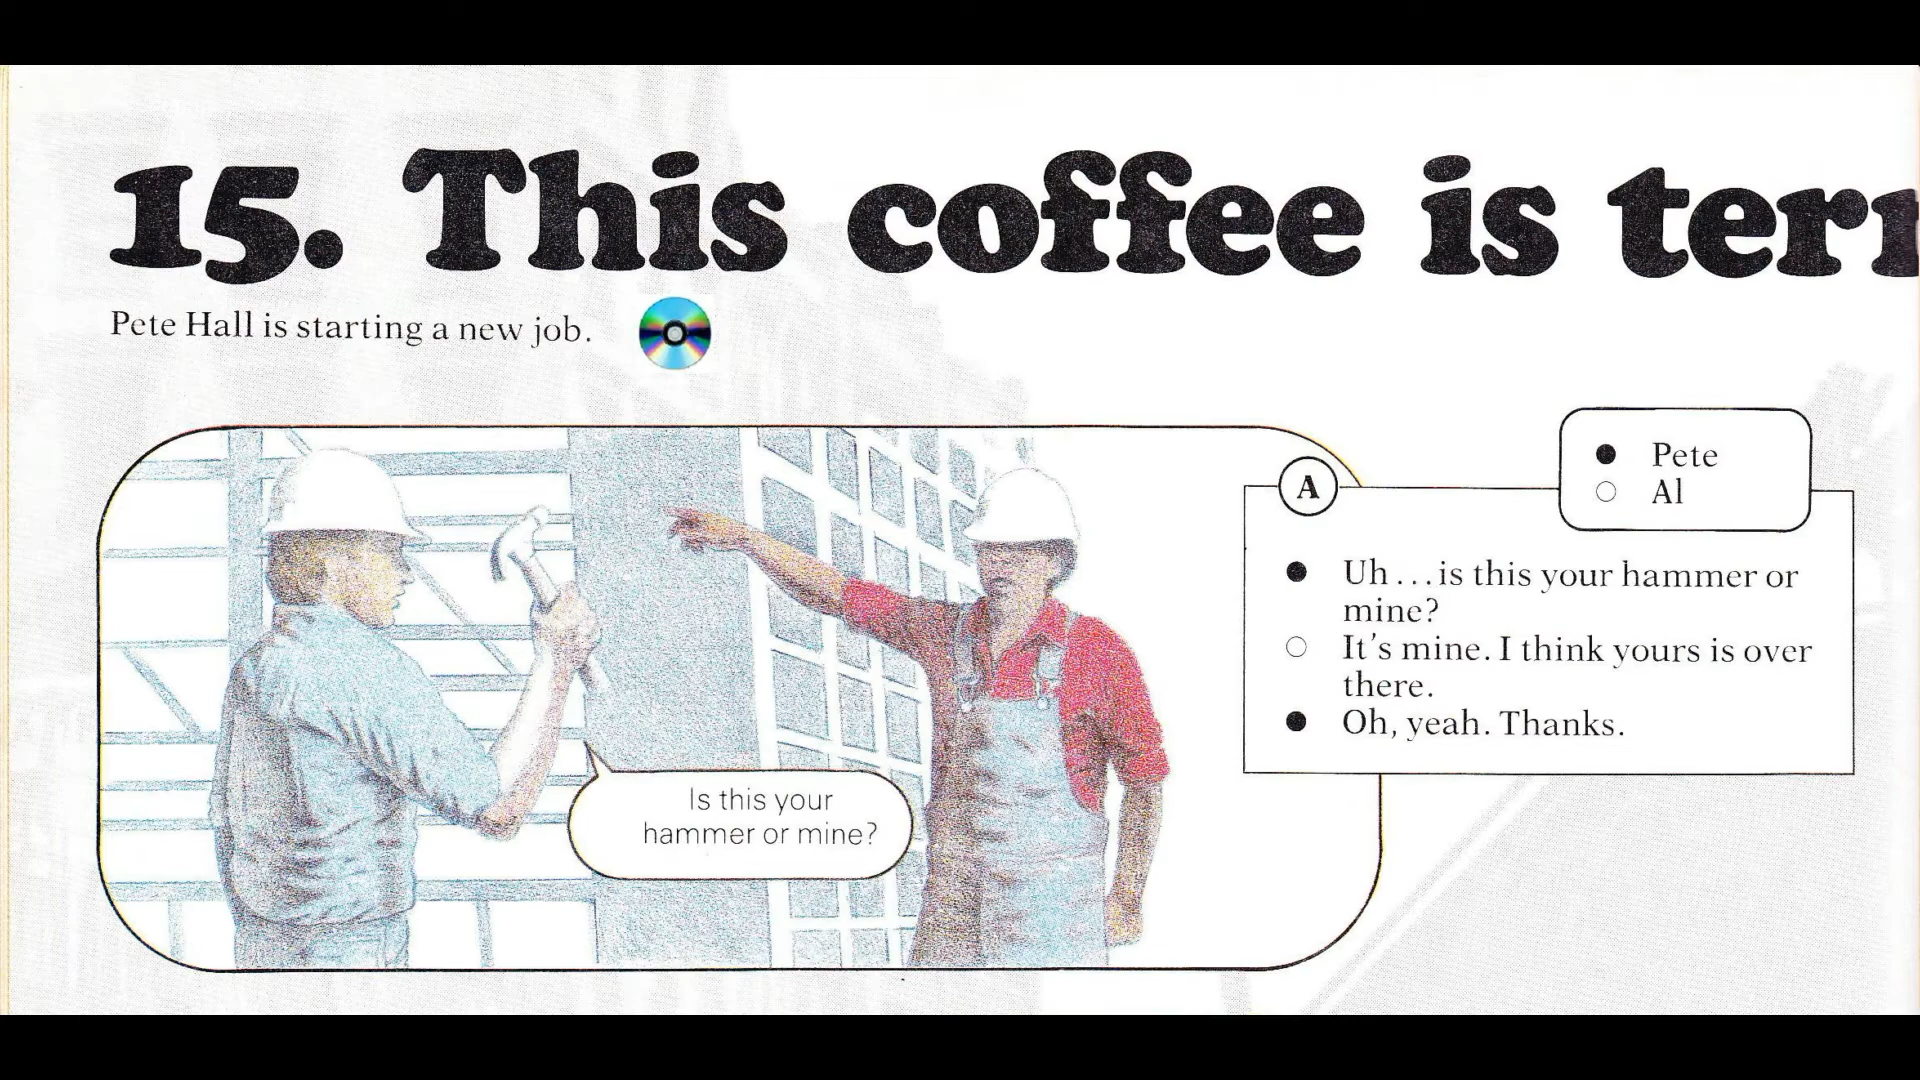 15. This coffee is
Pete Hall is starting a new job.
● Pete
○ Al
A
● Uh...is this your hammer or
mine?
○ It's mine. I think yours is over
there.
● Oh, yeah. Thanks.
Is this your
hammer or mine?